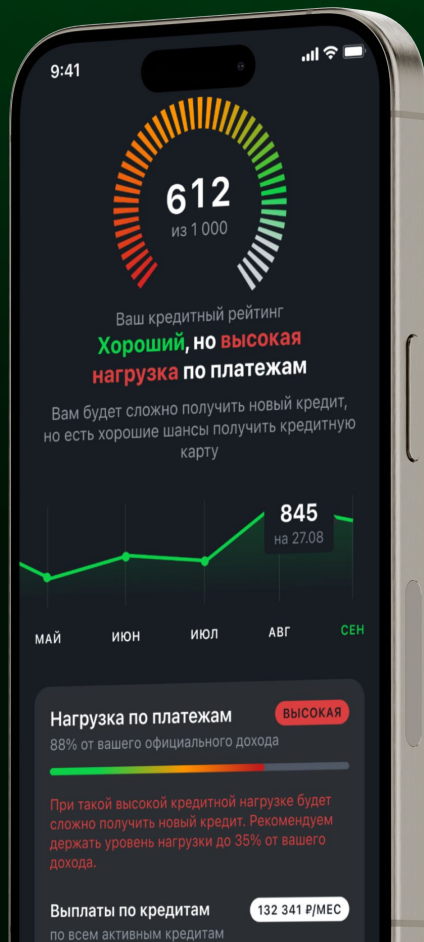 9:41
612
из 1 000
Ваш кредитный рейтинг
Хороший, но высокая
нагрузка по платежам
Вам будет сложно получить новый кредит,
но есть хорошие шансы получить кредитную
карту
845
на 27.08
МАЙ ИЮН ИЮЛ АВГ СЕН
Нагрузка по платежам ВЫСОКАЯ
88% от вашего официального дохода
При такой высокой кредитной нагрузке будет
сложно получить новый кредит. Рекомендуем
держать уровень нагрузки до 35% от вашего
дохода.
Выплаты по кредитам 132 341 ₽/МЕС
по всем активным кредитам